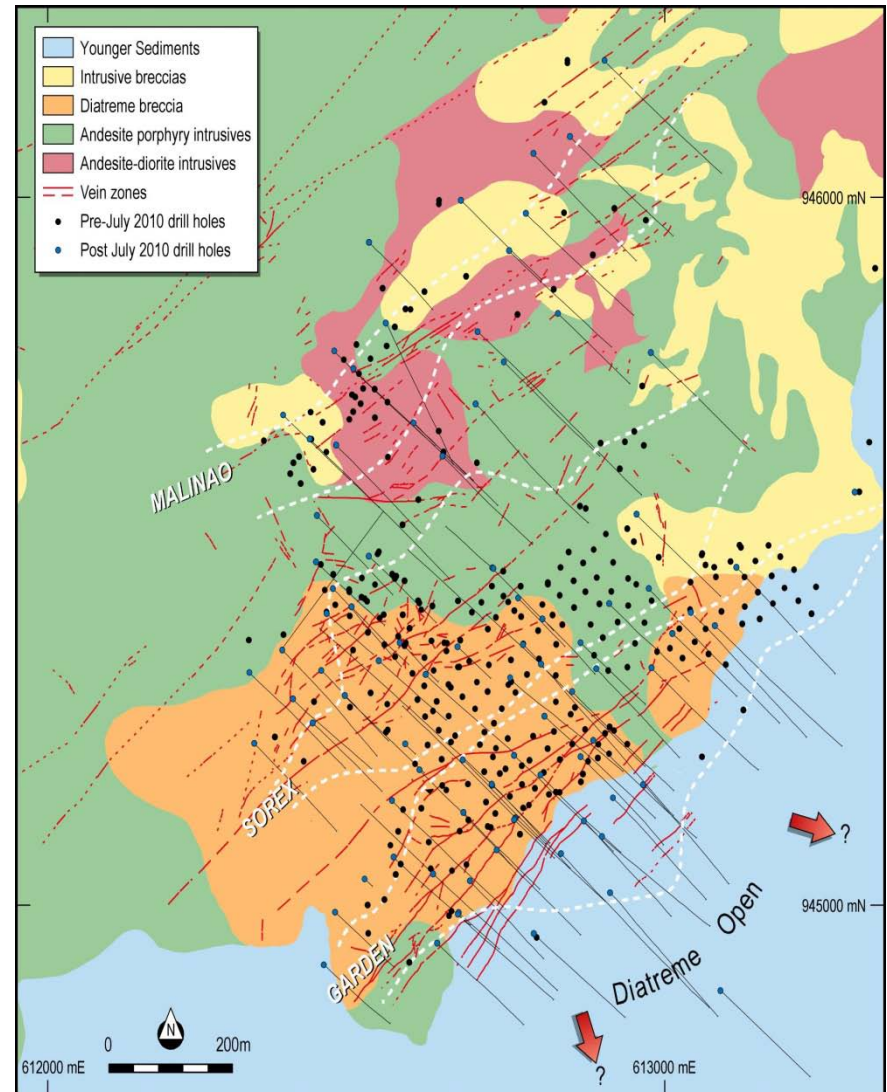 Younger Sediments
Intrusive breccias
Diatreme breccia
Andesite porphyry intrusives
Andesite-diorite intrusives
Vein zones
Pre-July 2010 drill holes
Post July 2010 drill holes
946000 mN
MALINAO
SOREX
?
945000 mN
Diatreme Open
GARDEN
N
0 200m
612000 mE
613000 mE
?